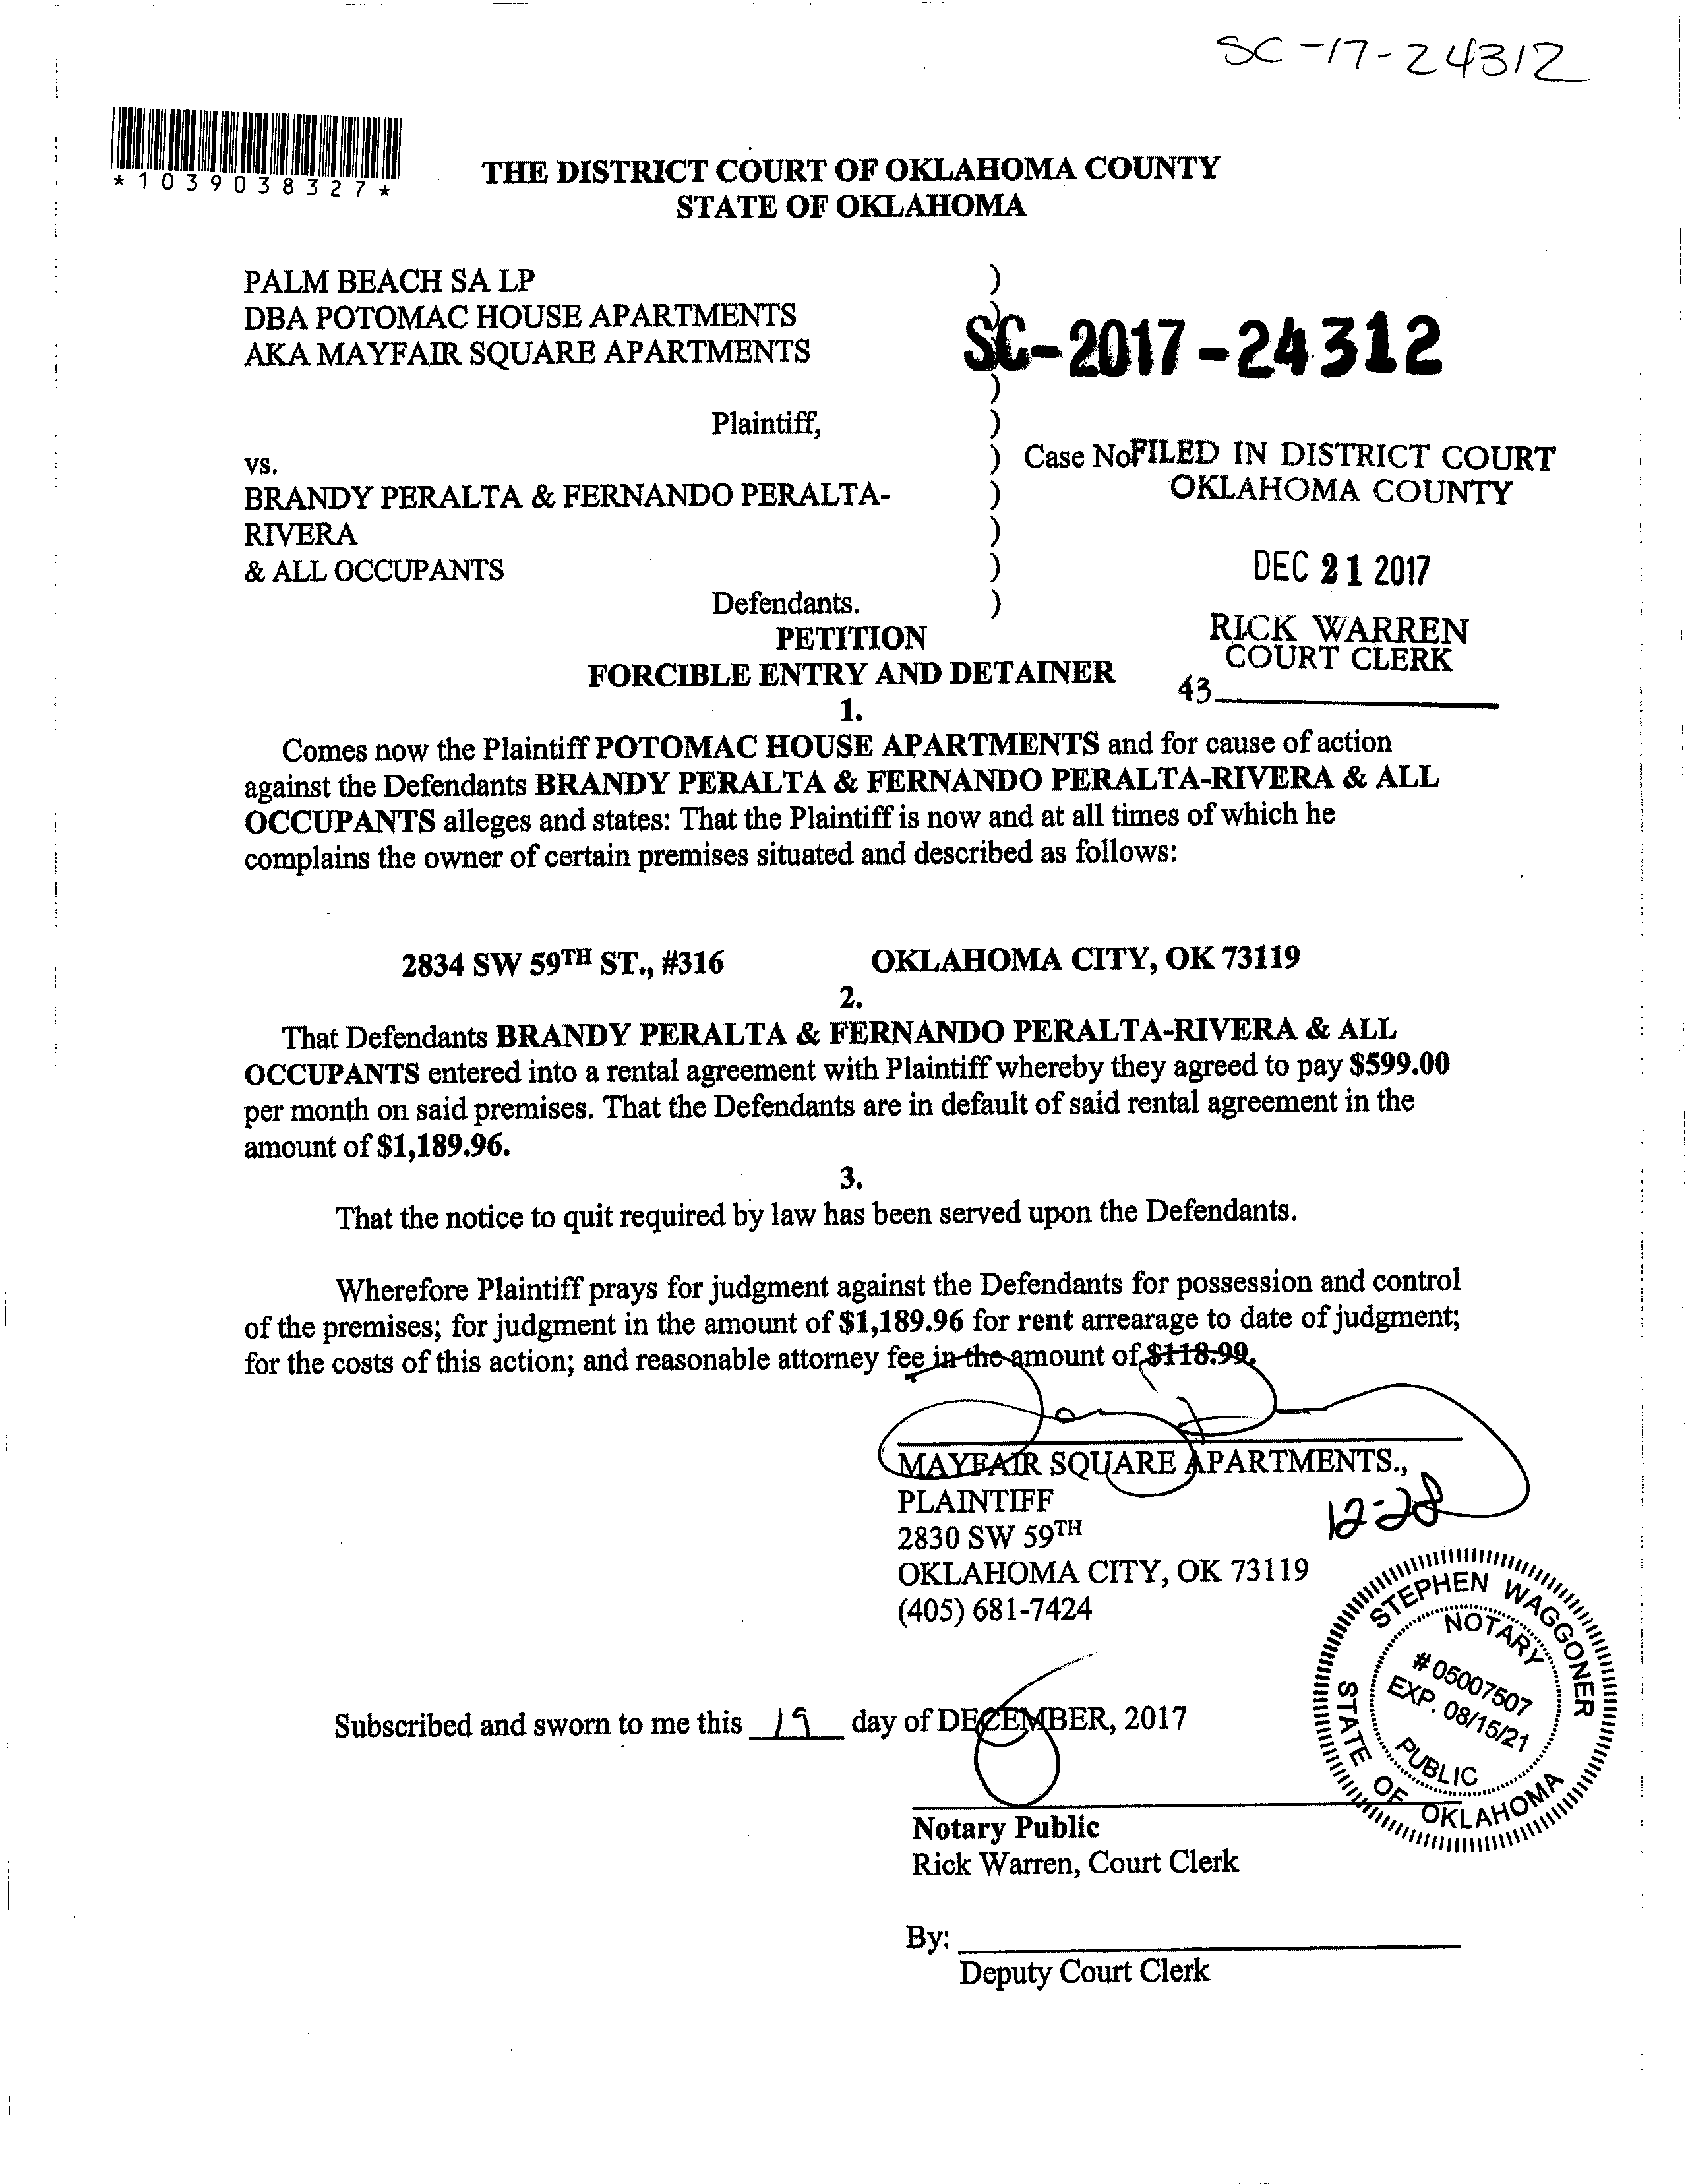 SC-17-24312
*1039038327*
THE DISTRICT COURT OF OKLAHOMA COUNTY
STATE OF OKLAHOMA
PALM BEACH SA LP )
DBA POTOMAC HOUSE APARTMENTS )
AKA MAYFAIR SQUARE APARTMENTS SC-2017-24312
)
Plaintiff, )
vs. ) Case No FILED IN DISTRICT COURT
BRANDY PERALTA & FERNANDO PERALTA- ) OKLAHOMA COUNTY
RIVERA )
& ALL OCCUPANTS ) DEC 21 2017
Defendants. )
PETITION RICK WARREN
FORCIBLE ENTRY AND DETAINER COURT CLERK
43
1.
Comes now the Plaintiff POTOMAC HOUSE APARTMENTS and for cause of action
against the Defendants BRANDY PERALTA & FERNANDO PERALTA-RIVERA & ALL
OCCUPANTS alleges and states: That the Plaintiff is now and at all times of which he
complains the owner of certain premises situated and described as follows:
2834 SW 59TH ST., #316 OKLAHOMA CITY, OK 73119
2.
That Defendants BRANDY PERALTA & FERNANDO PERALTA-RIVERA & ALL
OCCUPANTS entered into a rental agreement with Plaintiff whereby they agreed to pay $599.00
per month on said premises. That the Defendants are in default of said rental agreement in the
amount of $1,189.96.
3.
That the notice to quit required by law has been served upon the Defendants.
Wherefore Plaintiff prays for judgment against the Defendants for possession and control
of the premises; for judgment in the amount of $1,189.96 for rent arrearage to date of judgment;
for the costs of this action; and reasonable attorney fee in the amount of $118.99.
MAYFAIR SQUARE APARTMENTS.,
PLAINTIFF
12-28
2830 SW 59TH
OKLAHOMA CITY, OK 73119
(405) 681-7424
STEPHEN WAGGONER
NOTARY
# 05007507
EXP. 08/15/21
PUBLIC
STATE OF OKLAHOMA
Subscribed and sworn to me this 19 day of DECEMBER, 2017
Notary Public
Rick Warren, Court Clerk
By:
Deputy Court Clerk